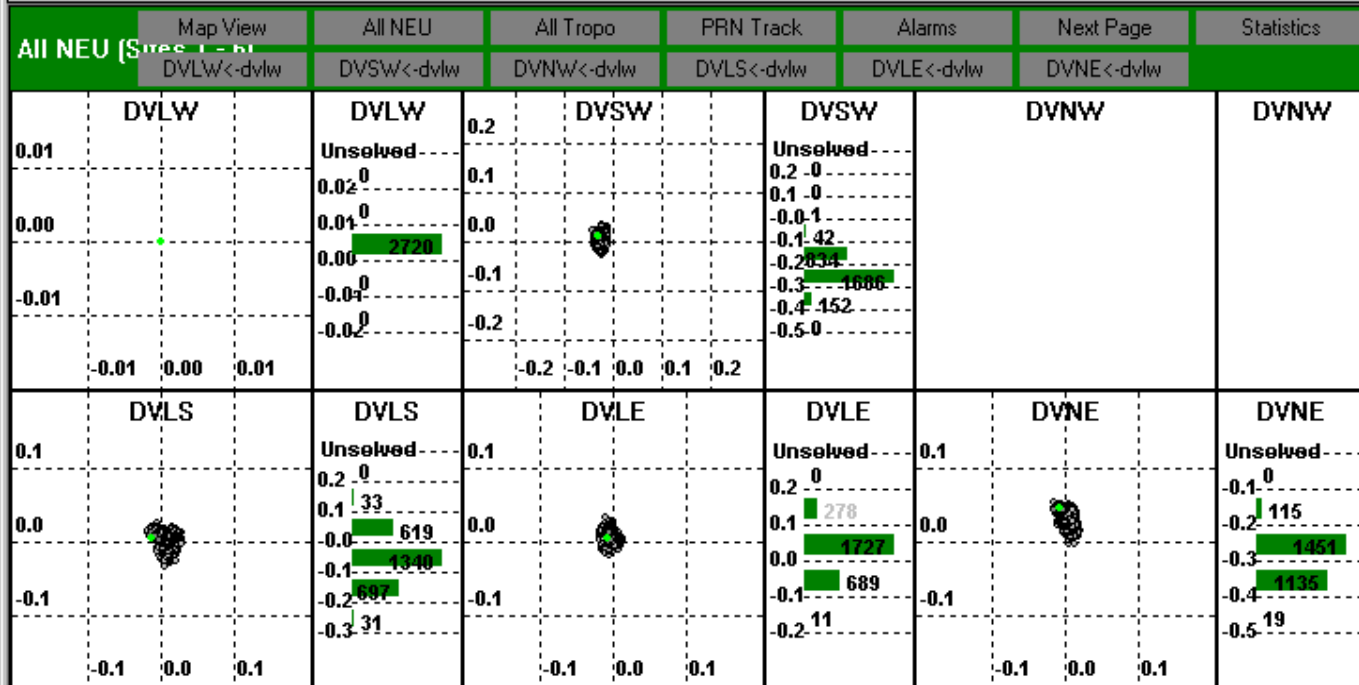 Map View All NEU All Tropo PRN Track Alarms Next Page Statistics
All NEU (Sites 1 - 6)
DVLW<-dvlw DVSW<-dvlw DVNW<-dvlw DVLS<-dvlw DVLE<-dvlw DVNE<-dvlw
DVLW
0.01
0.00
-0.01
-0.01 0.00 0.01
DVLW
Unsolved
0
0.02
0
0.01
2720
0.00
0
-0.01
0
-0.02
DVSW
0.2
0.1
0.0
-0.1
-0.2
-0.2 -0.1 0.0 0.1 0.2
DVSW
Unsolved
0.2 0
0.1 0
-0.0 1
-0.1 42
-0.2 834
-0.3 1686
-0.4 152
-0.5 0
DVNW
DVNW
DVLS
0.1
0.0
-0.1
-0.1 0.0 0.1
DVLS
Unsolved
0
0.2
33
0.1
619
-0.0
1340
-0.1
697
-0.2
31
-0.3
DVLE
0.1
0.0
-0.1
-0.1 0.0 0.1
DVLE
Unsolved
0
0.2
278
0.1
1727
0.0
689
-0.1
11
-0.2
DVNE
0.1
0.0
-0.1
-0.1 0.0 0.1
DVNE
Unsolved
0
-0.1
115
-0.2
1451
-0.3
1135
-0.4
19
-0.5